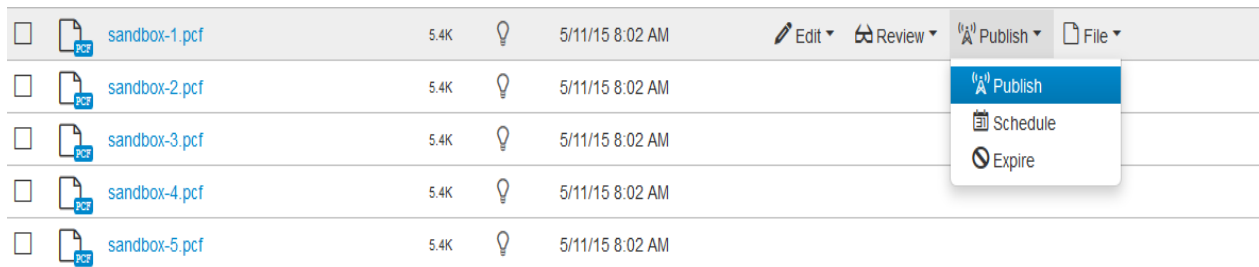 PCF sandbox-1.pcf 5.4K 5/11/15 8:02 AM Edit Review Publish File
Publish
PCF sandbox-2.pcf 5.4K 5/11/15 8:02 AM
31 Schedule
PCF sandbox-3.pcf 5.4K 5/11/15 8:02 AM
Expire
PCF sandbox-4.pcf 5.4K 5/11/15 8:02 AM
PCF sandbox-5.pcf 5.4K 5/11/15 8:02 AM